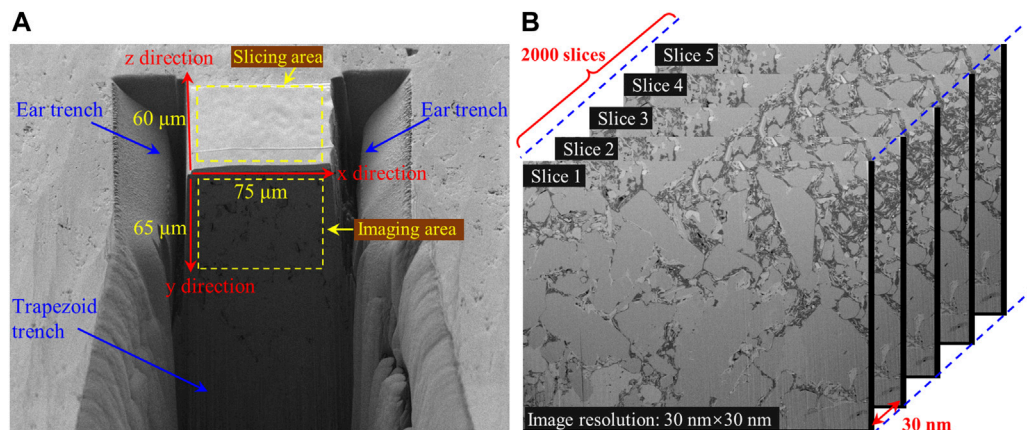 A
z direction
Slicing area
Ear trench
60 μm
Ear trench
x direction
75 μm
65 μm
Imaging area
y direction
Trapezoid
trench
B
2000 slices
Slice 5
Slice 4
Slice 3
Slice 2
Slice 1
Image resolution: 30 nm×30 nm
30 nm